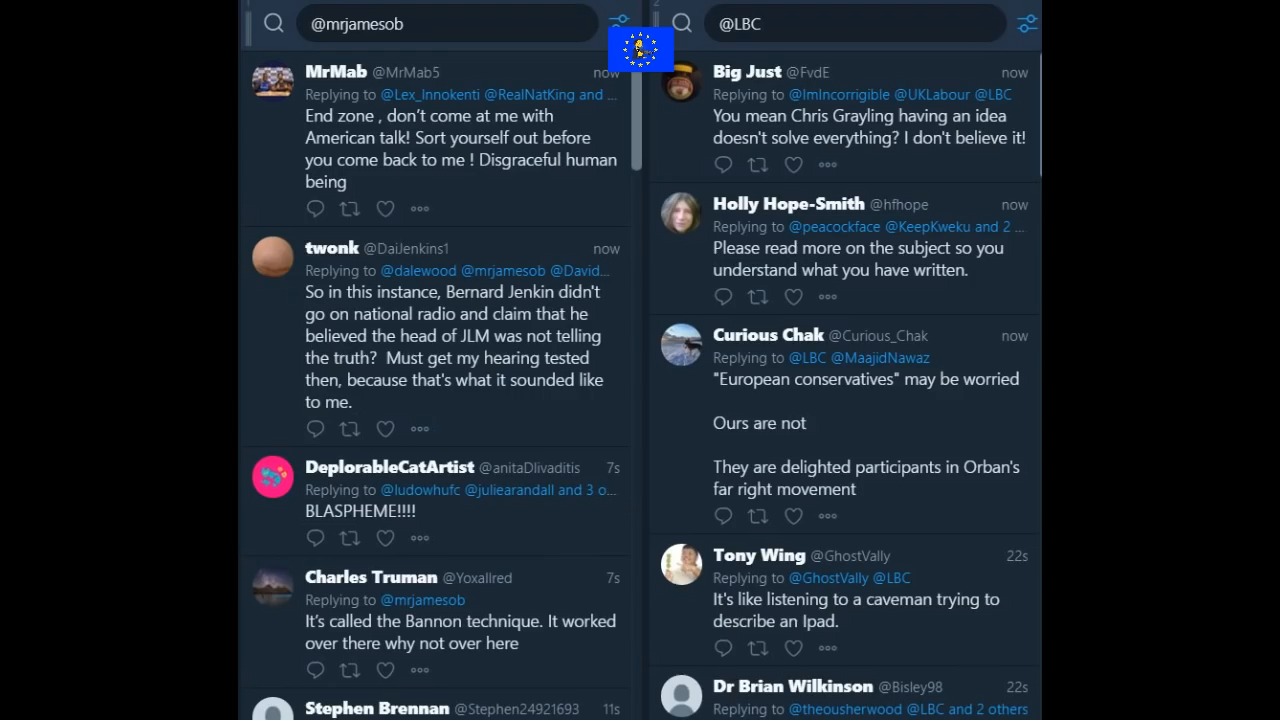 @mrjamesob
MrMab @MrMab5 now
Replying to @Lex_Innokenti @RealNatKing and ...
End zone , don't come at me with
American talk! Sort yourself out before
you come back to me ! Disgraceful human
being
twonk @DaiJenkins1 now
Replying to @dalewood @mrjamesob @David...
So in this instance, Bernard Jenkin didn't
go on national radio and claim that he
believed the head of JLM was not telling
the truth? Must get my hearing tested
then, because that's what it sounded like
to me.
DeplorableCatArtist @anitaDlivaditis 7s
Replying to @ludowhufc @juliearandall and 3 o...
BLASPHEME!!!!
Charles Truman @Yoxallred 7s
Replying to @mrjamesob
It's called the Bannon technique. It worked
over there why not over here
Stephen Brennan @Stephen24921693 11s
2
@LBC
Big Just @FvdE now
Replying to @ImIncorrigible @UKLabour @LBC
You mean Chris Grayling having an idea
doesn't solve everything? I don't believe it!
Holly Hope-Smith @hfhope now
Replying to @peacockface @KeepKweku and 2 ...
Please read more on the subject so you
understand what you have written.
Curious Chak @Curious_Chak now
Replying to @LBC @MaajidNawaz
"European conservatives" may be worried
Ours are not
They are delighted participants in Orban's
far right movement
Tony Wing @GhostVally 22s
Replying to @GhostVally @LBC
It's like listening to a caveman trying to
describe an Ipad.
Dr Brian Wilkinson @Bisley98 22s
Replying to @theousherwood @LBC and 2 others